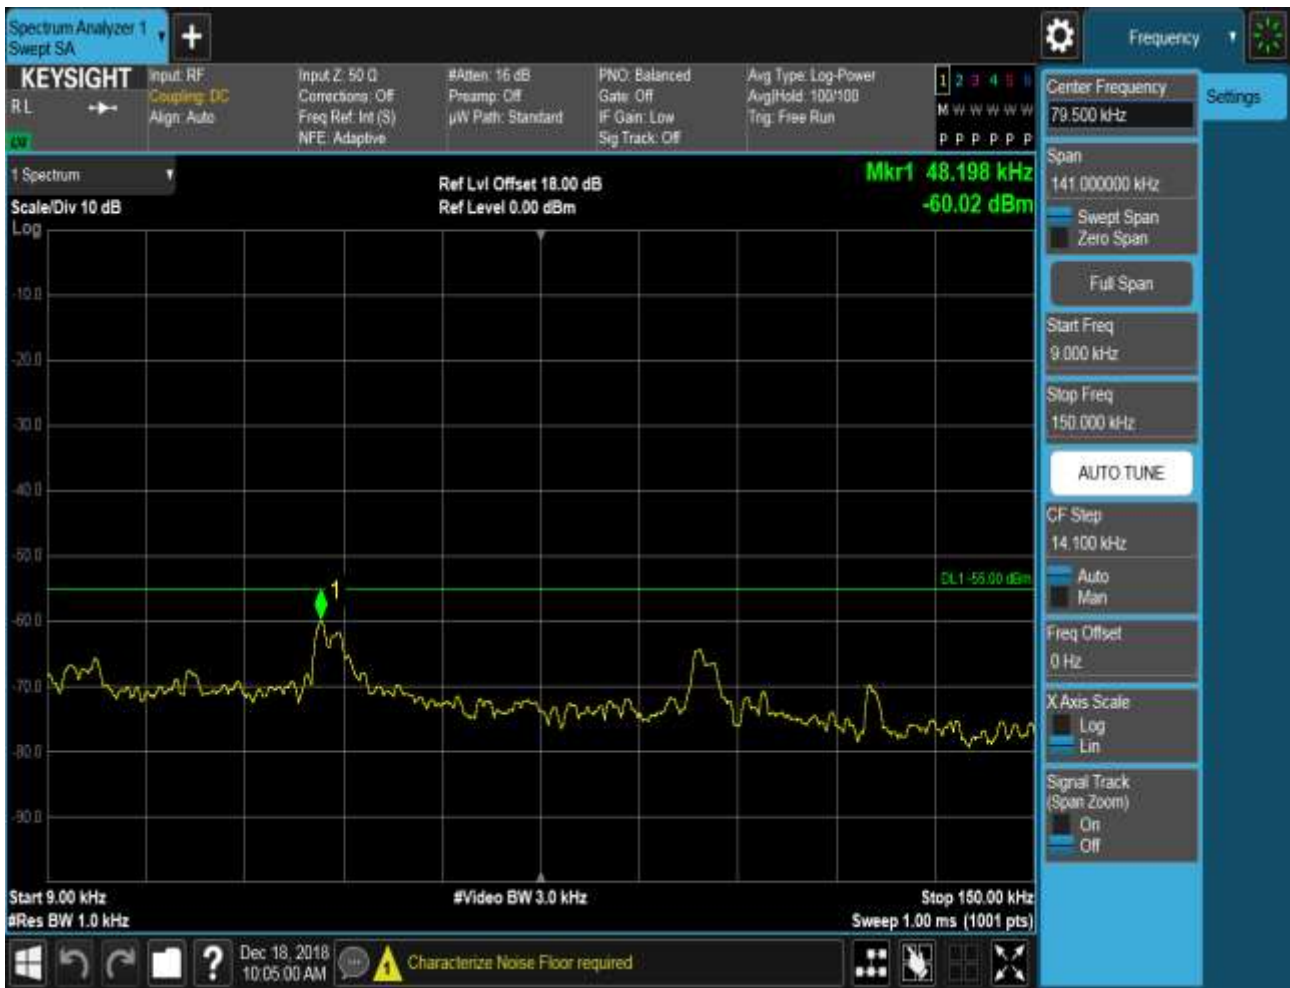 Spectrum Analyzer 1
Swept SA
Frequency
KEYSIGHT
R L
Input: RF
Coupling: DC
Align: Auto
Input Z: 50 Ω
Corrections: Off
Freq Ref: Int (S)
NFE: Adaptive
#Atten: 16 dB
Preamp: Off
µW Path: Standard
PNO: Balanced
Gate: Off
IF Gain: Low
Sig Track: Off
Avg Type: Log-Power
Avg|Hold: 100/100
Trig: Free Run
1 2 3 4 5 6
M W W W W W
P P P P P P
1 Spectrum
Scale/Div 10 dB
Log
Ref Lvl Offset 18.00 dB
Ref Level 0.00 dBm
Mkr1 48.198 kHz
-60.02 dBm
-10.0
-20.0
-30.0
-40.0
-50.0
DL1 -55.00 dBm
1
-60.0
-70.0
-80.0
-90.0
Start 9.00 kHz
#Res BW 1.0 kHz
#Video BW 3.0 kHz
Stop 150.00 kHz
Sweep 1.00 ms (1001 pts)
Center Frequency
79.500 kHz
Settings
Span
141.000000 kHz
Swept Span
Zero Span
Full Span
Start Freq
9.000 kHz
Stop Freq
150.000 kHz
AUTO TUNE
CF Step
14.100 kHz
Auto
Man
Freq Offset
0 Hz
X Axis Scale
Log
Lin
Signal Track
(Span Zoom)
On
Off
?
Dec 18, 2018
10:05:00 AM
1
Characterize Noise Floor required